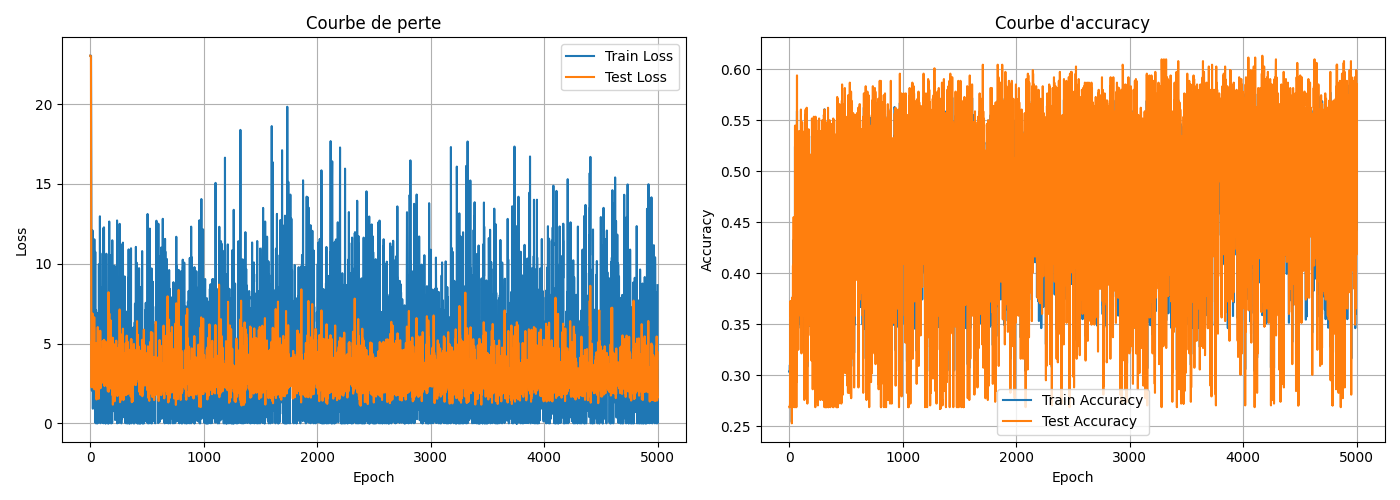 Courbe de perte
Train Loss
Test Loss
20
15
10
5
0
Loss
0 1000 2000 3000 4000 5000
Epoch
Courbe d'accuracy
0.60
0.55
0.50
0.45
0.40
0.35
0.30
0.25
Accuracy
Train Accuracy
Test Accuracy
0 1000 2000 3000 4000 5000
Epoch